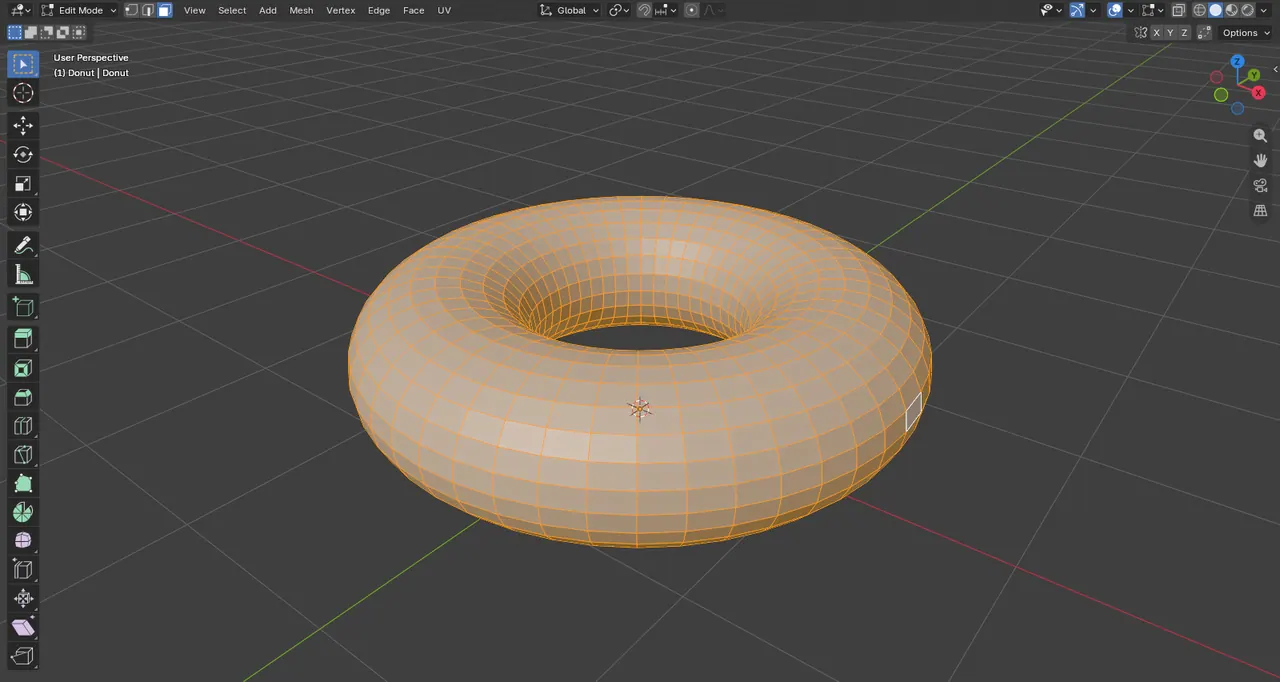 Edit Mode View Select Add Mesh Vertex Edge Face UV Global
X Y Z Options
User Perspective
(1) Donut | Donut
Z
Y
X